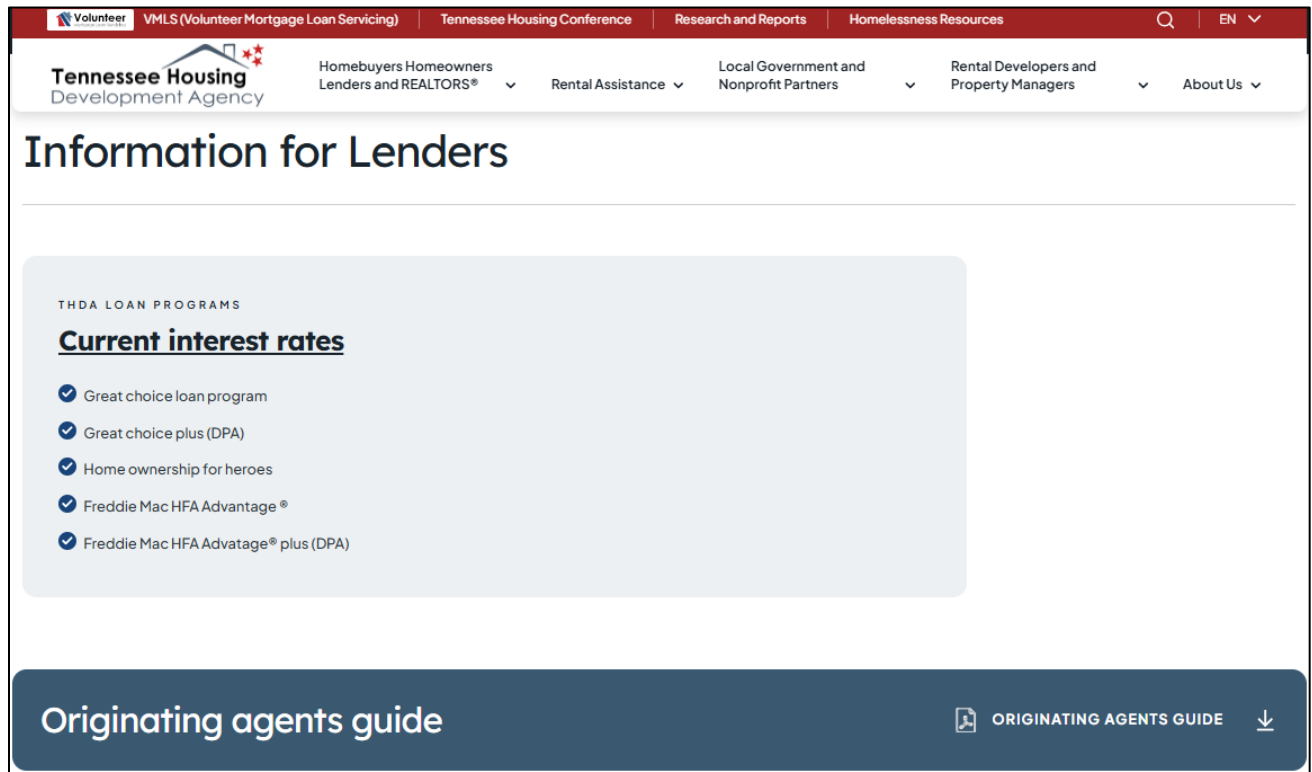 Volunteer VMLS (Volunteer Mortgage Loan Servicing) Tennessee Housing Conference Research and Reports Homelessness Resources EN
Tennessee Housing
Development Agency
Homebuyers Homeowners
Lenders and REALTORS®
Rental Assistance
Local Government and
Nonprofit Partners
Rental Developers and
Property Managers
About Us
Information for Lenders
THDA LOAN PROGRAMS
Current interest rates
Great choice loan program
Great choice plus (DPA)
Home ownership for heroes
Freddie Mac HFA Advantage ®
Freddie Mac HFA Advatage® plus (DPA)
Originating agents guide
ORIGINATING AGENTS GUIDE